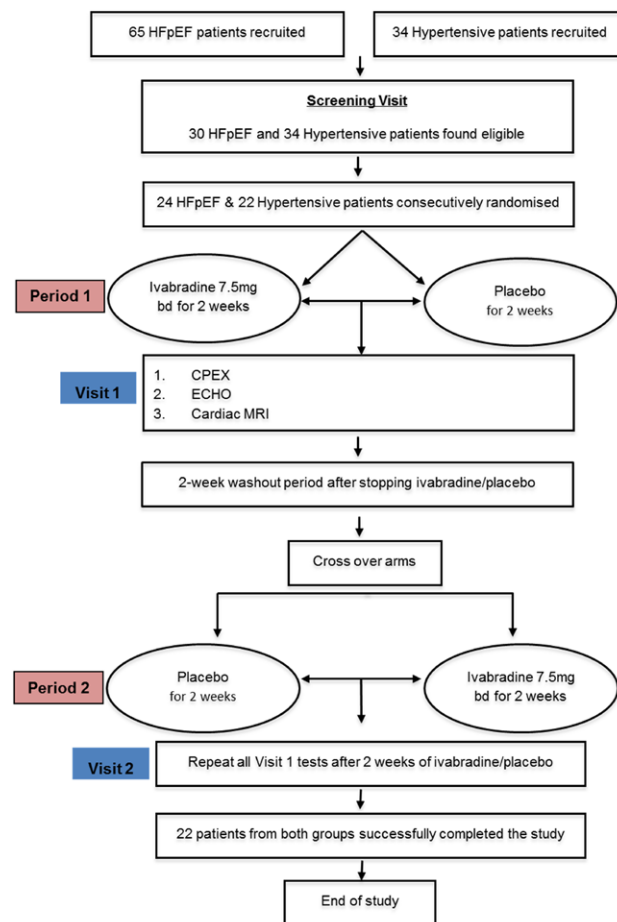 65 HFpEF patients recruited
34 Hypertensive patients recruited
Screening Visit
30 HFpEF and 34 Hypertensive patients found eligible
24 HFpEF & 22 Hypertensive patients consecutively randomised
Period 1
Ivabradine 7.5mg
bd for 2 weeks
Placebo
for 2 weeks
Visit 1
1. CPEX
2. ECHO
3. Cardiac MRI
2-week washout period after stopping ivabradine/placebo
Cross over arms
Period 2
Placebo
for 2 weeks
Ivabradine 7.5mg
bd for 2 weeks
Visit 2
Repeat all Visit 1 tests after 2 weeks of ivabradine/placebo
22 patients from both groups successfully completed the study
End of study